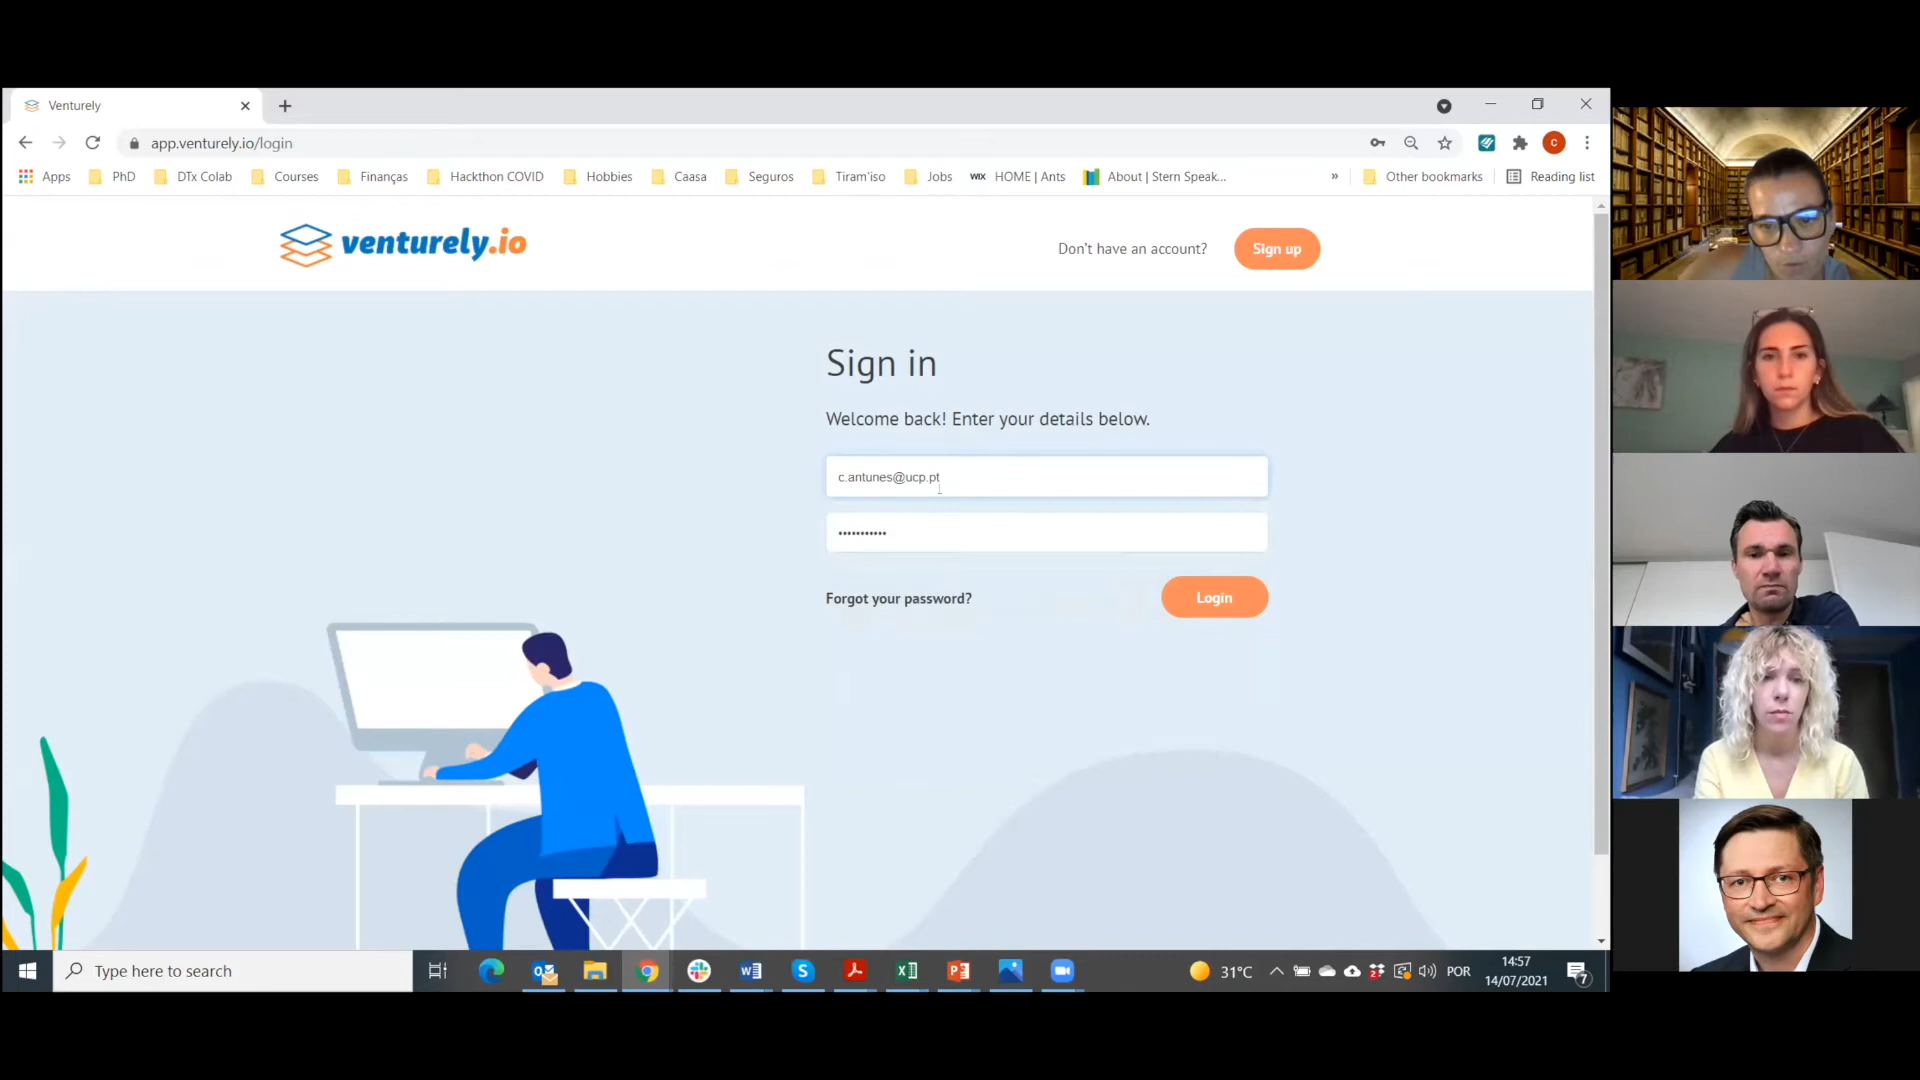 Venturely
app.venturely.io/login
C
Apps PhD DTx Colab Courses Finanças Hackthon COVID Hobbies Caasa Seguros Tiram'iso Jobs WIX HOME | Ants About | Stern Speak... » Other bookmarks Reading list
venturely.io
Don't have an account? Sign up
Sign in
Welcome back! Enter your details below.
c.antunes@ucp.pt
•••••••••••
Forgot your password? Login
Type here to search
31°C
POR
14:57
14/07/2021
7